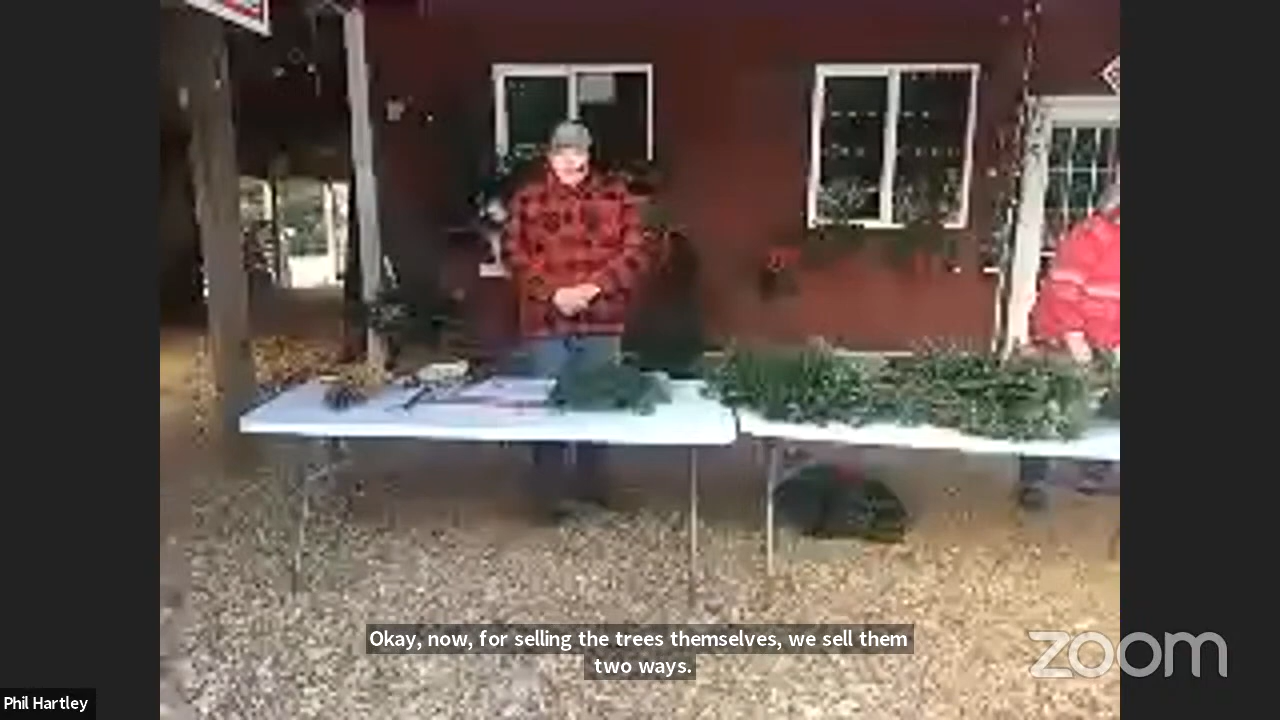 Okay, now, for selling the trees themselves, we sell them
two ways.
zoom
Phil Hartley